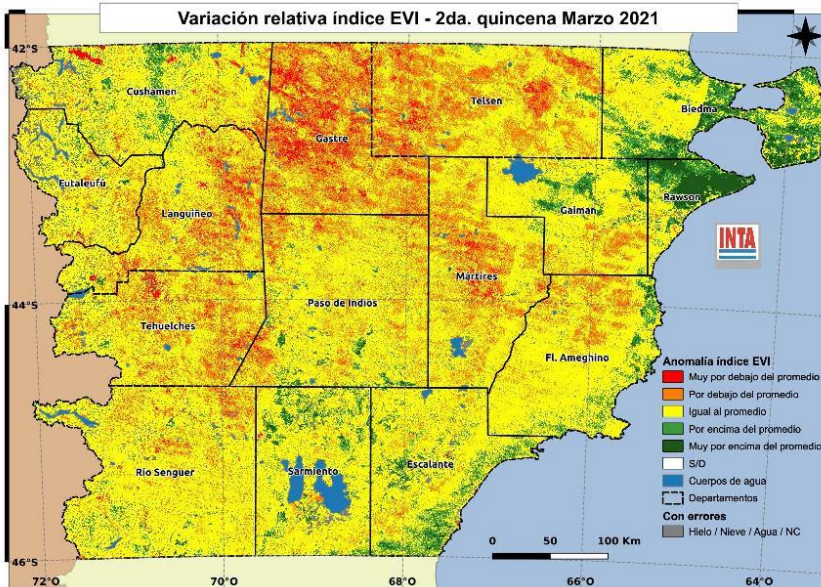 Variación relativa índice EVI - 2da. quincena Marzo 2021
42°S
Cushamen
Telsen
Biedma
Gastre
Futaleufú
Languiñeo
Gaiman
Rawson
INTA
Mártires
44°S
Paso de Indios
Tehuelches
Fl. Ameghino
Anomalía índice EVI
Muy por debajo del promedio
Por debajo del promedio
Igual al promedio
Por encima del promedio
Muy por encima del promedio
S/D
Cuerpos de agua
Departamentos
Con errores
Hielo / Nieve / Agua / NC
Río Senguer
Sarmiento
Escalante
0 50 100 Km
46°S
72°O 70°O 68°O 66°O 64°O